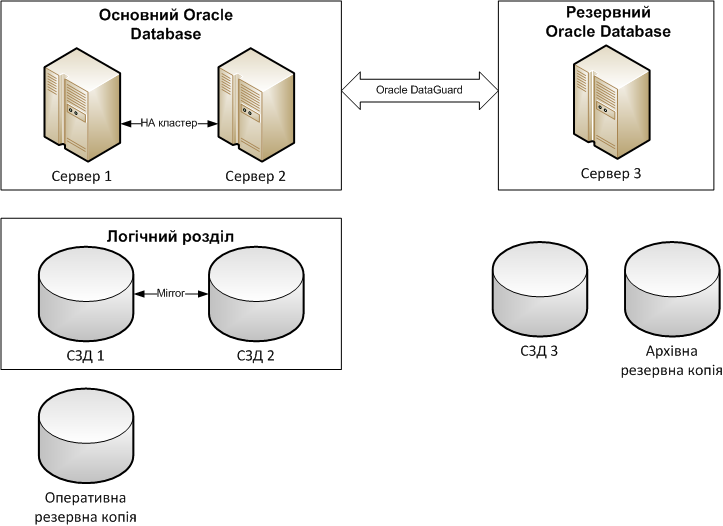 Основний Oracle
Database
Резервний
Oracle Database
НА кластер
Oracle DataGuard
Сервер 1
Сервер 2
Сервер 3
Логічний розділ
Mirror
СЗД 1
СЗД 2
СЗД 3
Архівна
резервна копія
Оперативна
резервна копія